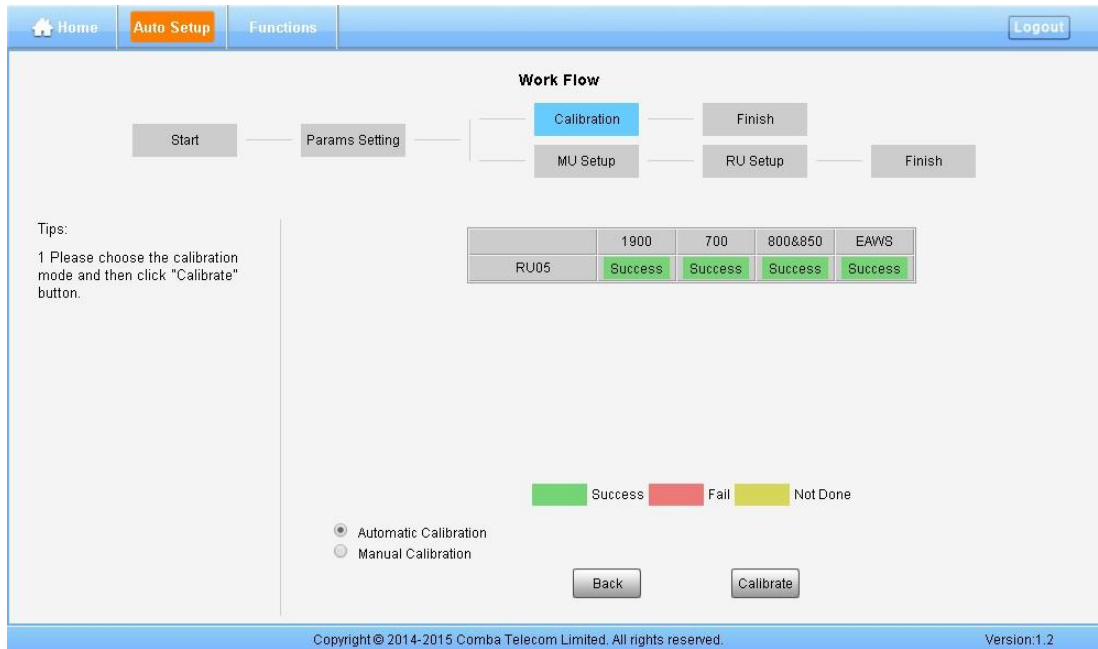 Home Auto Setup Functions Logout
Work Flow
Calibration Finish
Start Params Setting
MU Setup RU Setup Finish
Tips:
1 Please choose the calibration
mode and then click "Calibrate"
button.
1900 700 800&850 EAWS
RU05 Success Success Success Success
Success Fail Not Done
Automatic Calibration
Manual Calibration
Back Calibrate
Copyright © 2014-2015 Comba Telecom Limited. All rights reserved. Version:1.2